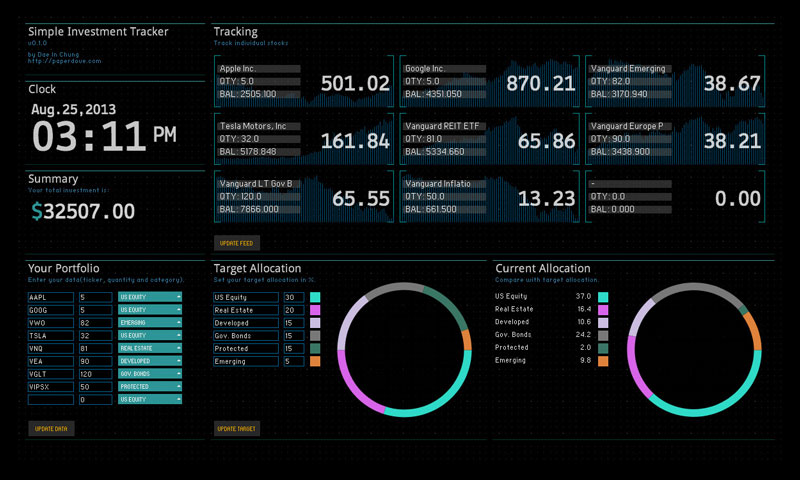 Simple Investment Tracker
v0.1.0
by Dae In Chung
http://paperdove.com
Clock
Aug.25,2013
03:11 PM
Summary
Your total investment is:
$32507.00
Tracking
Track individual stocks
Apple Inc.
QTY: 5.0
BAL: 2505.100
501.02
Google Inc.
QTY: 5.0
BAL: 4351.050
870.21
Vanguard Emerging
QTY: 82.0
BAL: 3170.940
38.67
Tesla Motors, Inc
QTY: 32.0
BAL: 5178.848
161.84
Vanguard REIT ETF
QTY: 81.0
BAL: 5334.660
65.86
Vanguard Europe P
QTY: 90.0
BAL: 3438.900
38.21
Vanguard LT Gov B
QTY: 120.0
BAL: 7866.000
65.55
Vanguard Inflatio
QTY: 50.0
BAL: 661.500
13.23
-
QTY: 0.0
BAL: 0.000
0.00
UPDATE FEED
Your Portfolio
Enter your data(ticker, quantity and category).
AAPL 5 US EQUITY
GOOG 5 US EQUITY
VWO 82 EMERGING
TSLA 32 US EQUITY
VNQ 81 REAL ESTATE
VEA 90 DEVELOPED
VGLT 120 GOV. BONDS
VIPSX 50 PROTECTED
0 US EQUITY
UPDATE DATA
Target Allocation
Set your target allocation in %.
US Equity 30
Real Estate 20
Developed 15
Gov. Bonds 15
Protected 15
Emerging 5
UPDATE TARGET
Current Allocation
Compare with target allocation.
US Equity 37.0
Real Estate 16.4
Developed 10.6
Gov. Bonds 24.2
Protected 2.0
Emerging 9.8